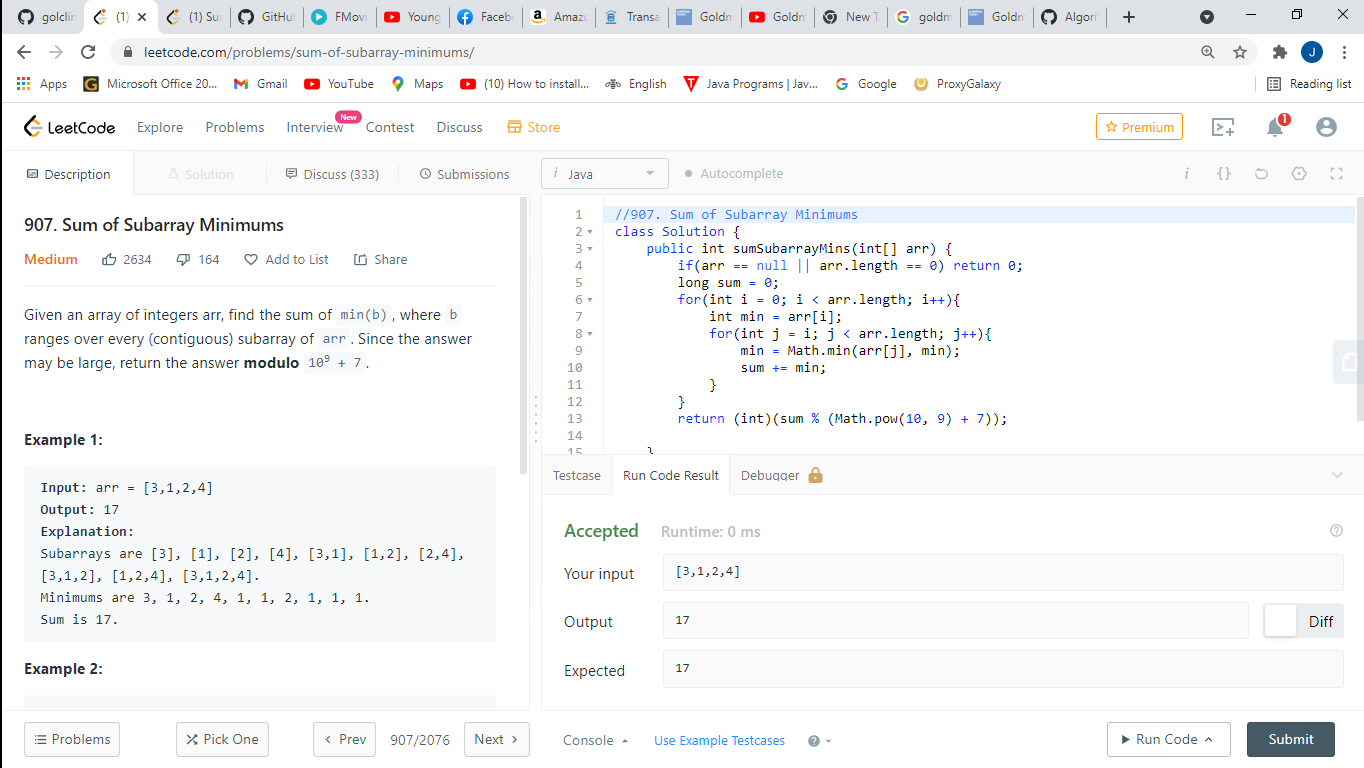 golclin
(1)
(1) Su
GitHu
FMovi
Young
Faceb
Amaz
Transa
Goldm
Goldm
New T
goldm
Goldm
Algori
leetcode.com/problems/sum-of-subarray-minimums/
J
Apps
Microsoft Office 20...
Gmail
YouTube
Maps
(10) How to install...
English
Java Programs | Jav...
Google
ProxyGalaxy
Reading list
LeetCode
Explore
Problems
Interview
New
Contest
Discuss
Store
Premium
1
Description
Solution
Discuss (333)
Submissions
i Java
Autocomplete
i {}
907. Sum of Subarray Minimums
Medium 2634 164 Add to List Share
Given an array of integers arr, find the sum of min(b) , where b
ranges over every (contiguous) subarray of arr . Since the answer
may be large, return the answer modulo 10⁹ + 7 .
Example 1:
Input: arr = [3,1,2,4]
Output: 17
Explanation:
Subarrays are [3], [1], [2], [4], [3,1], [1,2], [2,4],
[3,1,2], [1,2,4], [3,1,2,4].
Minimums are 3, 1, 2, 4, 1, 1, 2, 1, 1, 1.
Sum is 17.
Example 2:
1 //907. Sum of Subarray Minimums
2 class Solution {
3 public int sumSubarrayMins(int[] arr) {
4 if(arr == null || arr.length == 0) return 0;
5 long sum = 0;
6 for(int i = 0; i < arr.length; i++){
7 int min = arr[i];
8 for(int j = i; j < arr.length; j++){
9 min = Math.min(arr[j], min);
10 sum += min;
11 }
12 }
13 return (int)(sum % (Math.pow(10, 9) + 7));
14
15 }
Testcase
Run Code Result
Debugger
Accepted Runtime: 0 ms
Your input [3,1,2,4]
Output 17 Diff
Expected 17
Problems
Pick One
Prev
907/2076
Next
Console
Use Example Testcases
Run Code
Submit